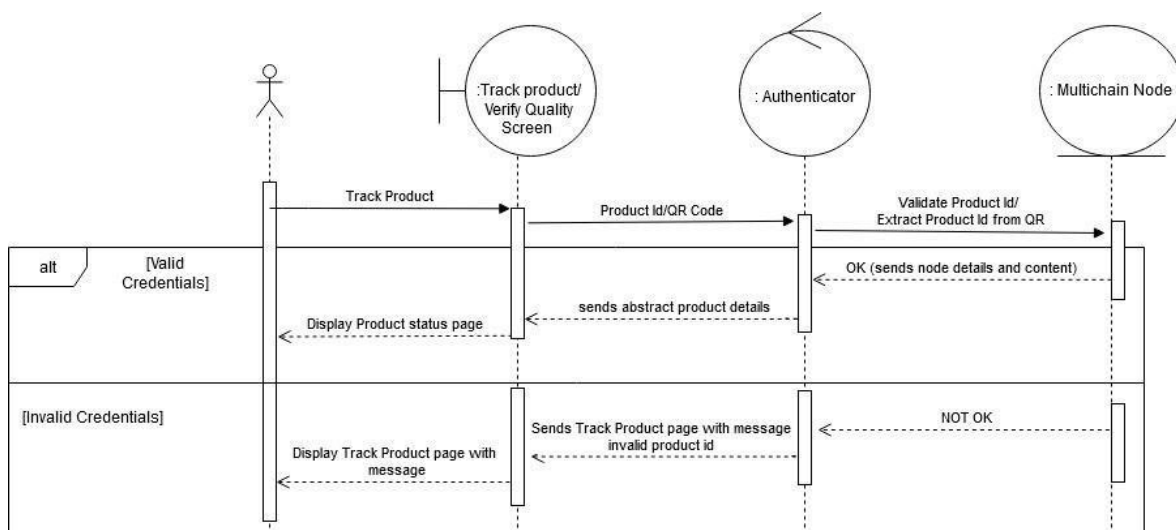 :Track product/
Verify Quality
Screen
: Authenticator
: Multichain Node
Track Product
Product Id/QR Code
Validate Product Id/
Extract Product Id from QR
alt
[Valid
Credentials]
OK (sends node details and content)
sends abstract product details
Display Product status page
[Invalid Credentials]
NOT OK
Sends Track Product page with message
invalid product id
Display Track Product page with
message